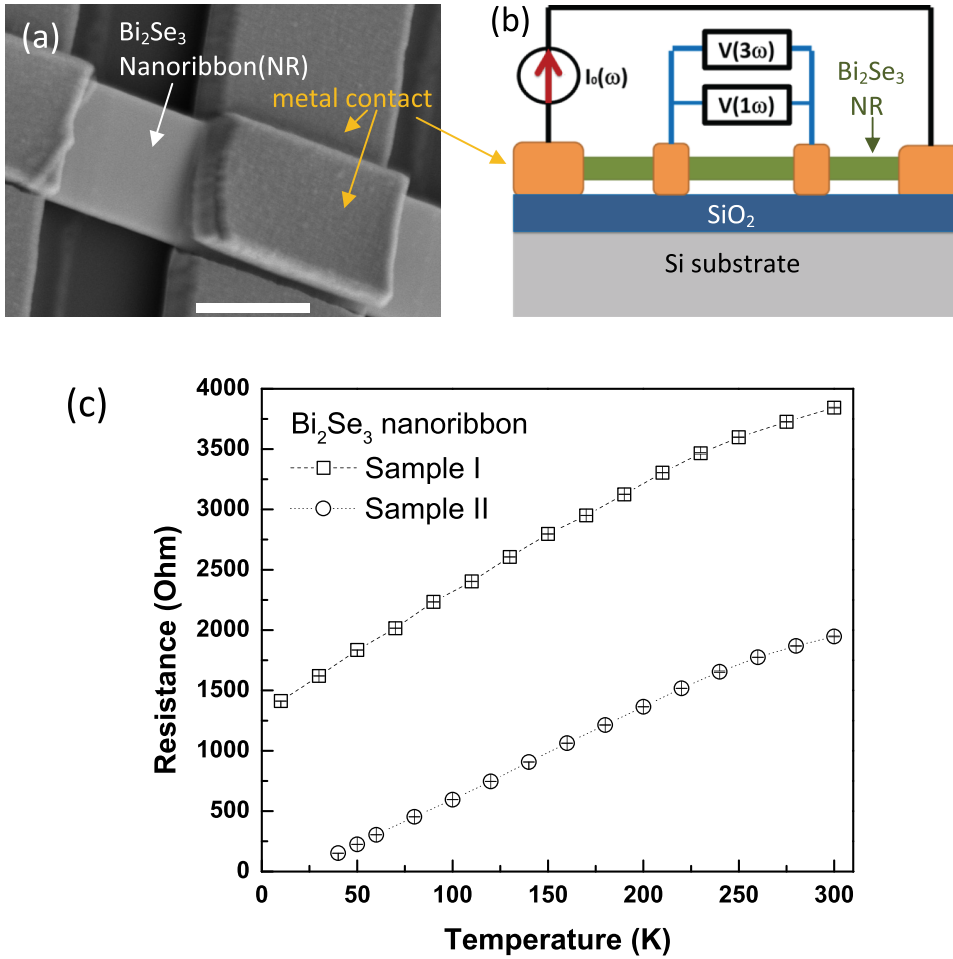 (a)
Bi₂Se₃
Nanoribbon(NR)
metal contact
(b)
I₀(ω)
V(3ω)
V(1ω)
Bi₂Se₃
NR
SiO₂
Si substrate
(c)
Bi₂Se₃ nanoribbon
Sample I
Sample II
Resistance (Ohm)
4000
3500
3000
2500
2000
1500
1000
500
0
0 50 100 150 200 250 300
Temperature (K)